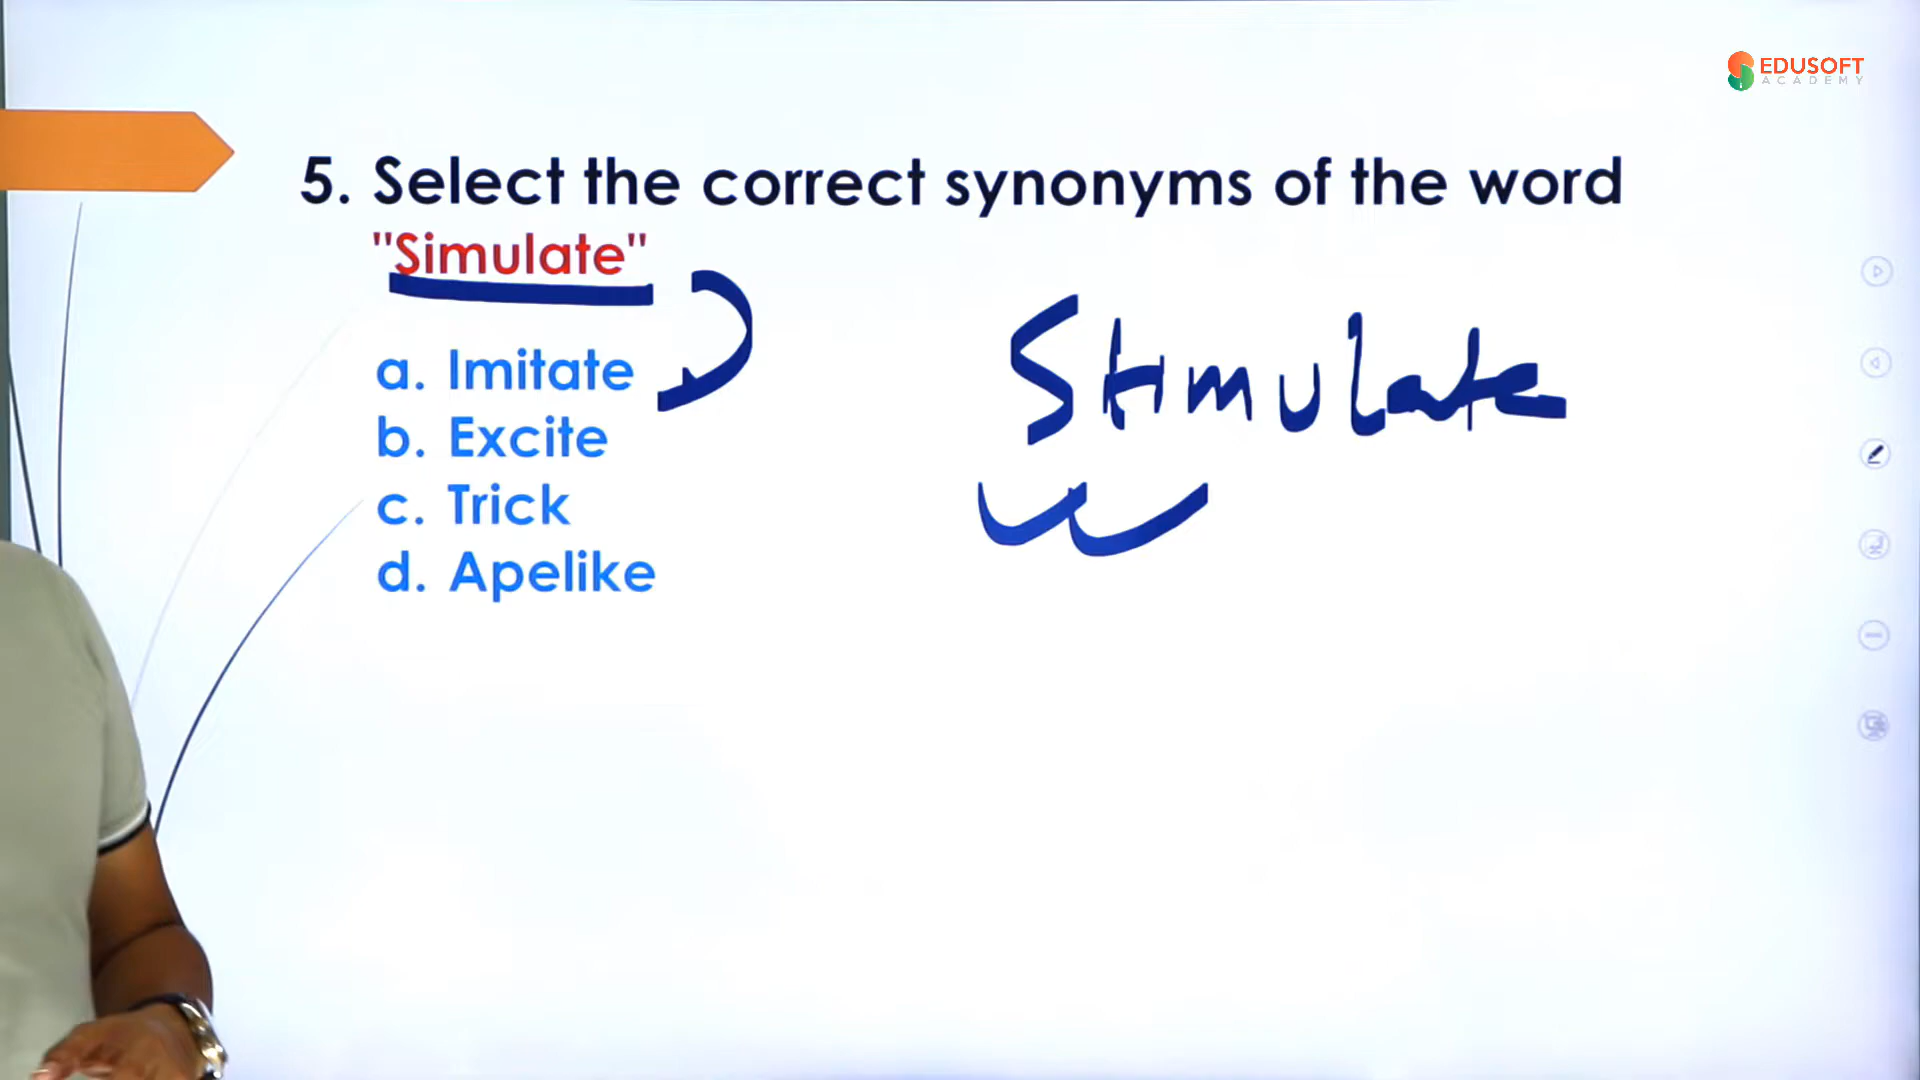 EDUSOFT
ACADEMY
5. Select the correct synonyms of the word
"Simulate"
a. Imitate
b. Excite
c. Trick
d. Apelike
Stimulate